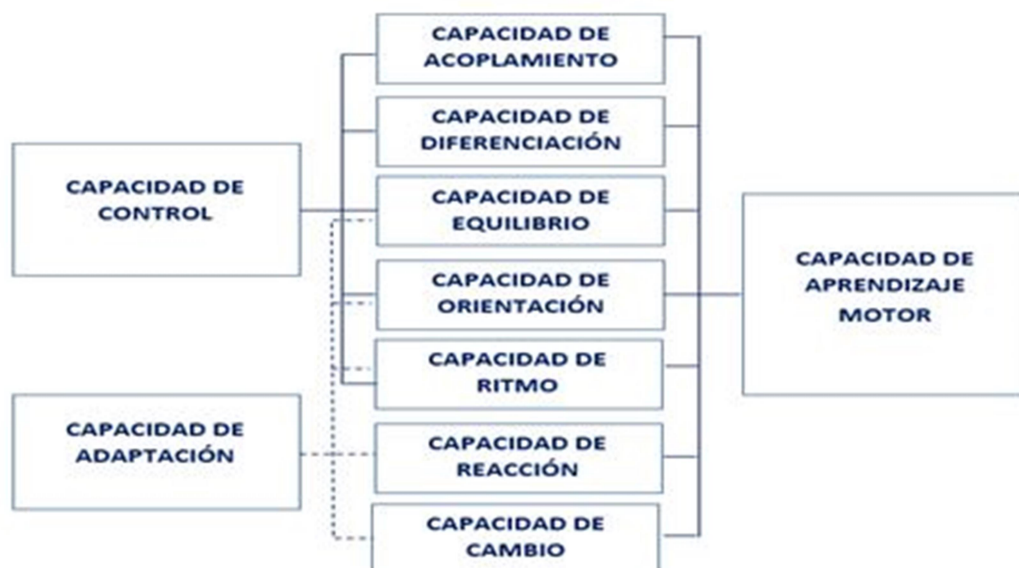 CAPACIDAD DE
CONTROL
CAPACIDAD DE
ADAPTACIÓN
CAPACIDAD DE
ACOPLAMIENTO
CAPACIDAD DE
DIFERENCIACIÓN
CAPACIDAD DE
EQUILIBRIO
CAPACIDAD DE
ORIENTACIÓN
CAPACIDAD DE
RITMO
CAPACIDAD DE
REACCIÓN
CAPACIDAD DE
CAMBIO
CAPACIDAD DE
APRENDIZAJE
MOTOR